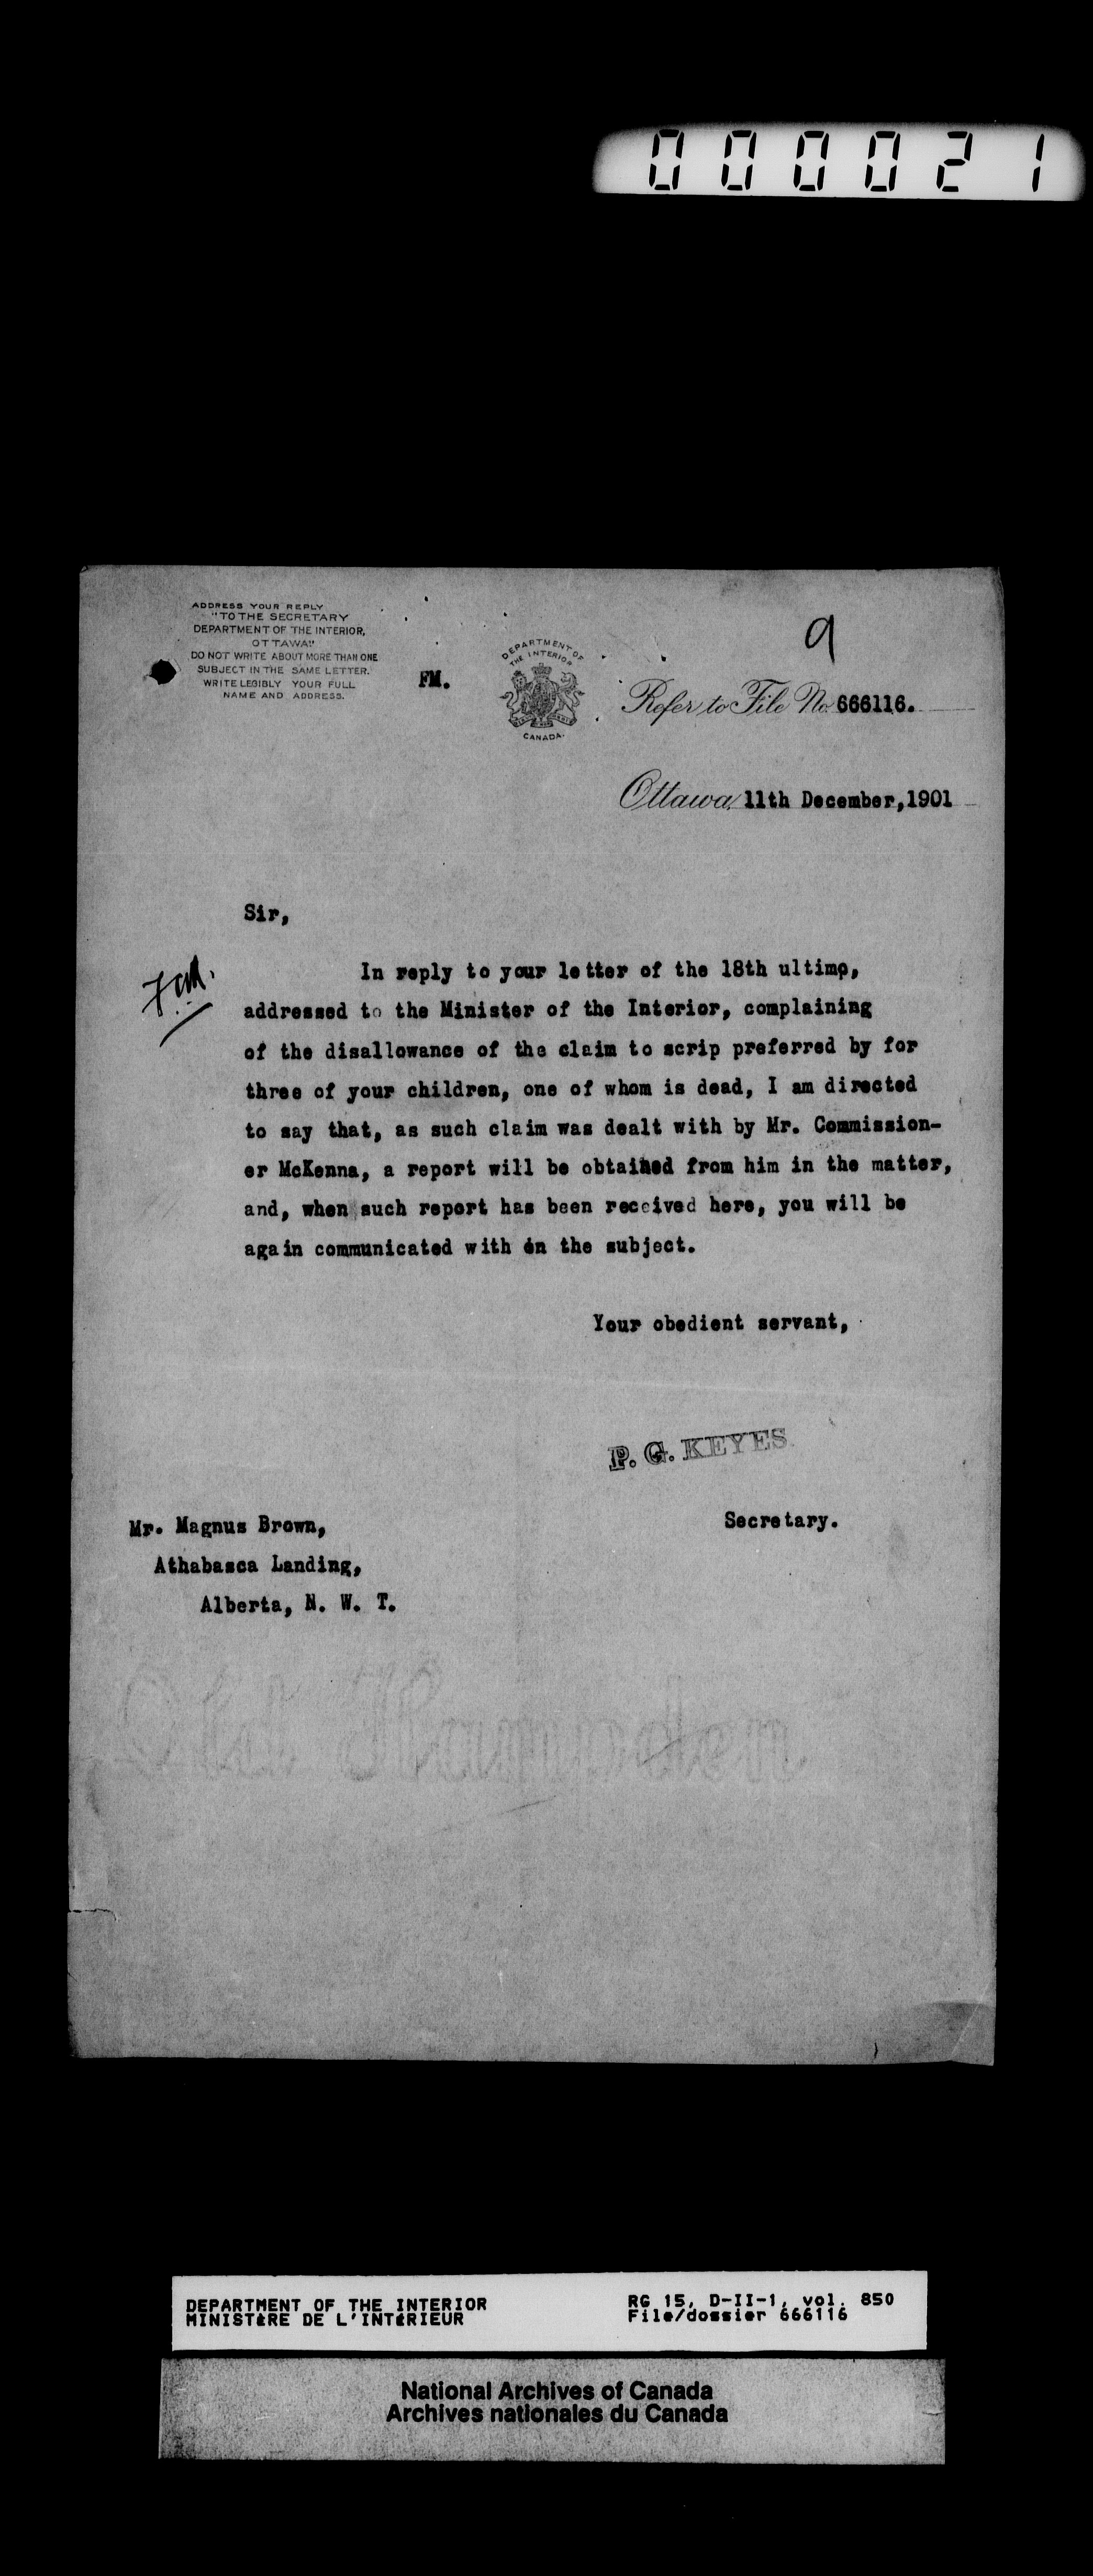 000021
ADDRESS YOUR REPLY
"TO THE SECRETARY
DEPARTMENT OF THE INTERIOR,
OTTAWA"
DO NOT WRITE ABOUT MORE THAN ONE
SUBJECT IN THE SAME LETTER.
WRITE LEGIBLY YOUR FULL
NAME AND ADDRESS.
FM.
DEPARTMENT OF
THE INTERIOR
CANADA
9
Refer to File No 666116.
Ottawa, 11th December, 1901
Sir,
In reply to your letter of the 18th ultimo,
addressed to the Minister of the Interior, complaining
of the disallowance of the claim to scrip preferred by for
three of your children, one of whom is dead, I am directed
to say that, as such claim was dealt with by Mr. Commission-
er McKenna, a report will be obtained from him in the matter,
and, when such report has been received here, you will be
again communicated with on the subject.
Your obedient servant,
P. G. KEYES
Secretary.
Mr. Magnus Brown,
Athabasca Landing,
Alberta, N. W. T.
DEPARTMENT OF THE INTERIOR
MINISTÈRE DE L'INTÉRIEUR
RG 15, D-II-1, vol. 850
File/dossier 666116
National Archives of Canada
Archives nationales du Canada